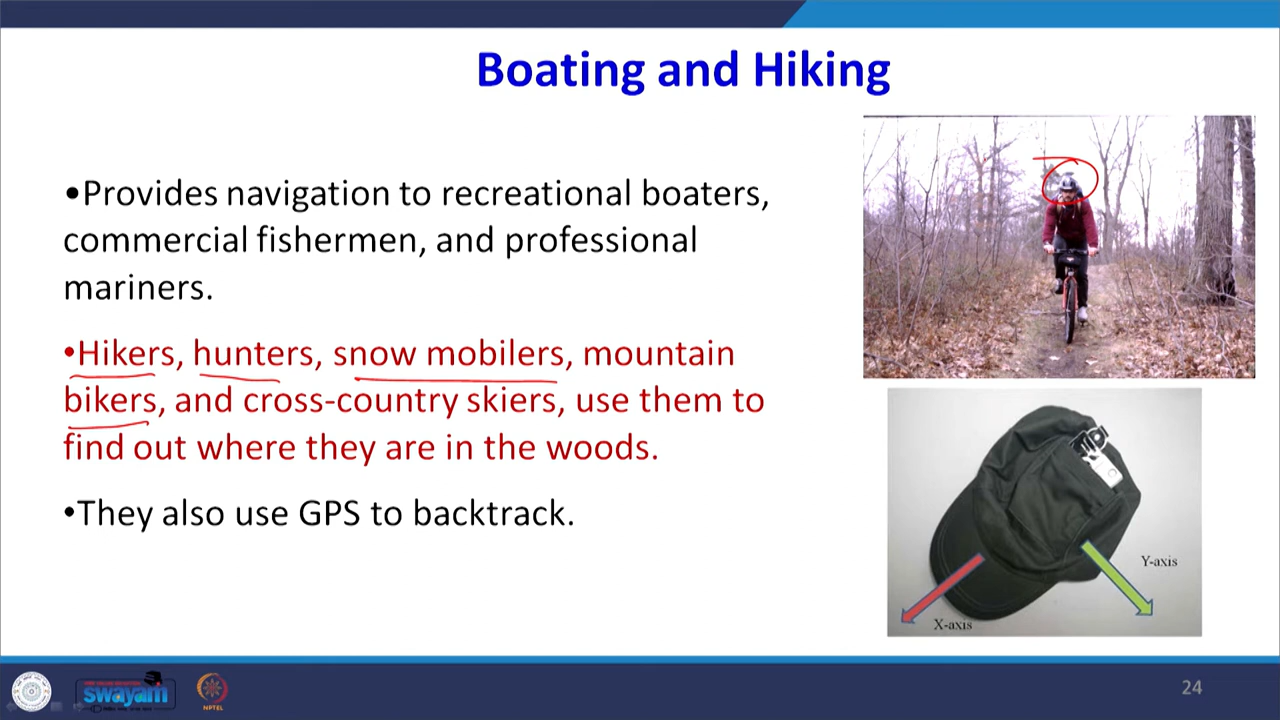 Boating and Hiking
•Provides navigation to recreational boaters,
commercial fishermen, and professional
mariners.
•Hikers, hunters, snow mobilers, mountain
bikers, and cross-country skiers, use them to
find out where they are in the woods.
•They also use GPS to backtrack.
Y-axis
X-axis
swayam
NPTEL
24